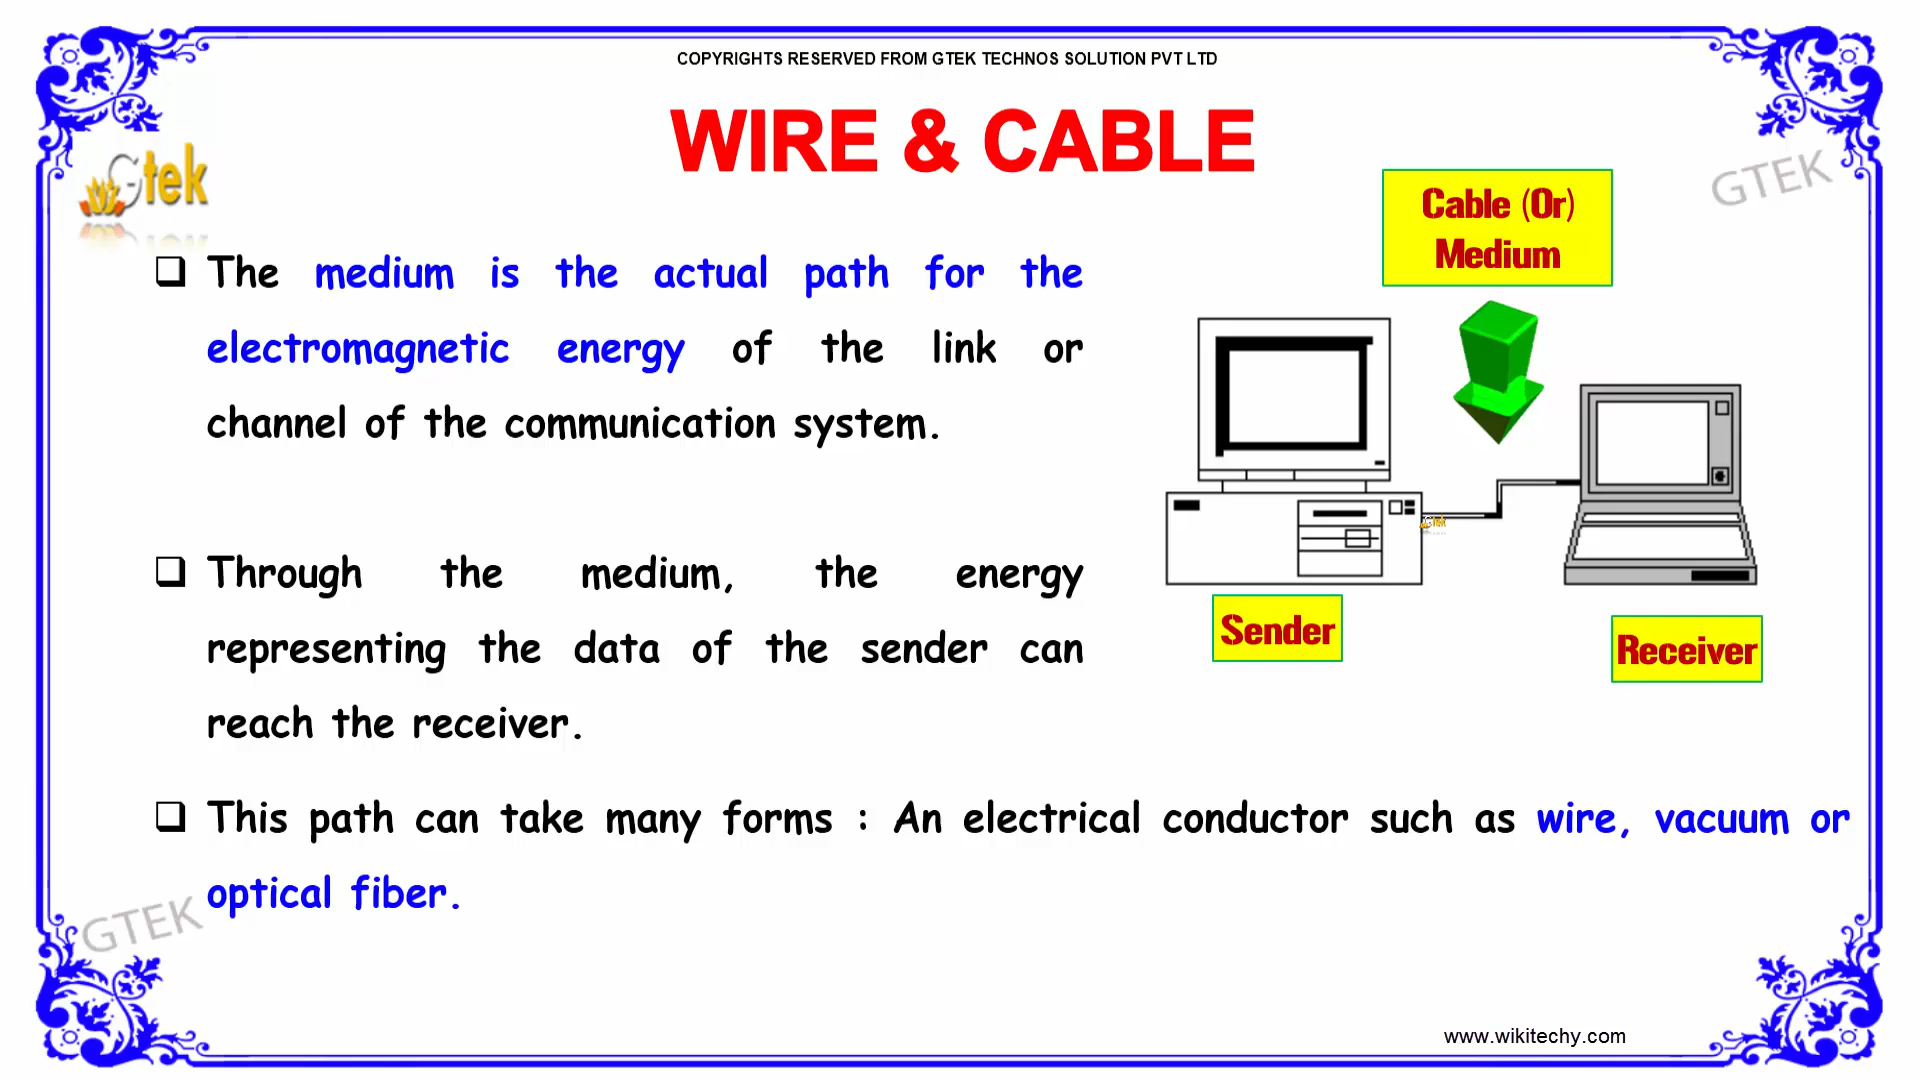 COPYRIGHTS RESERVED FROM GTEK TECHNOS SOLUTION PVT LTD
WIRE & CABLE
Gtek
GTEK
Cable (Or)
Medium
The medium is the actual path for the
electromagnetic energy of the link or
channel of the communication system.
Through the medium, the energy
representing the data of the sender can
reach the receiver.
Gtek
Sender
Receiver
This path can take many forms : An electrical conductor such as wire, vacuum or
optical fiber.
GTEK
www.wikitechy.com